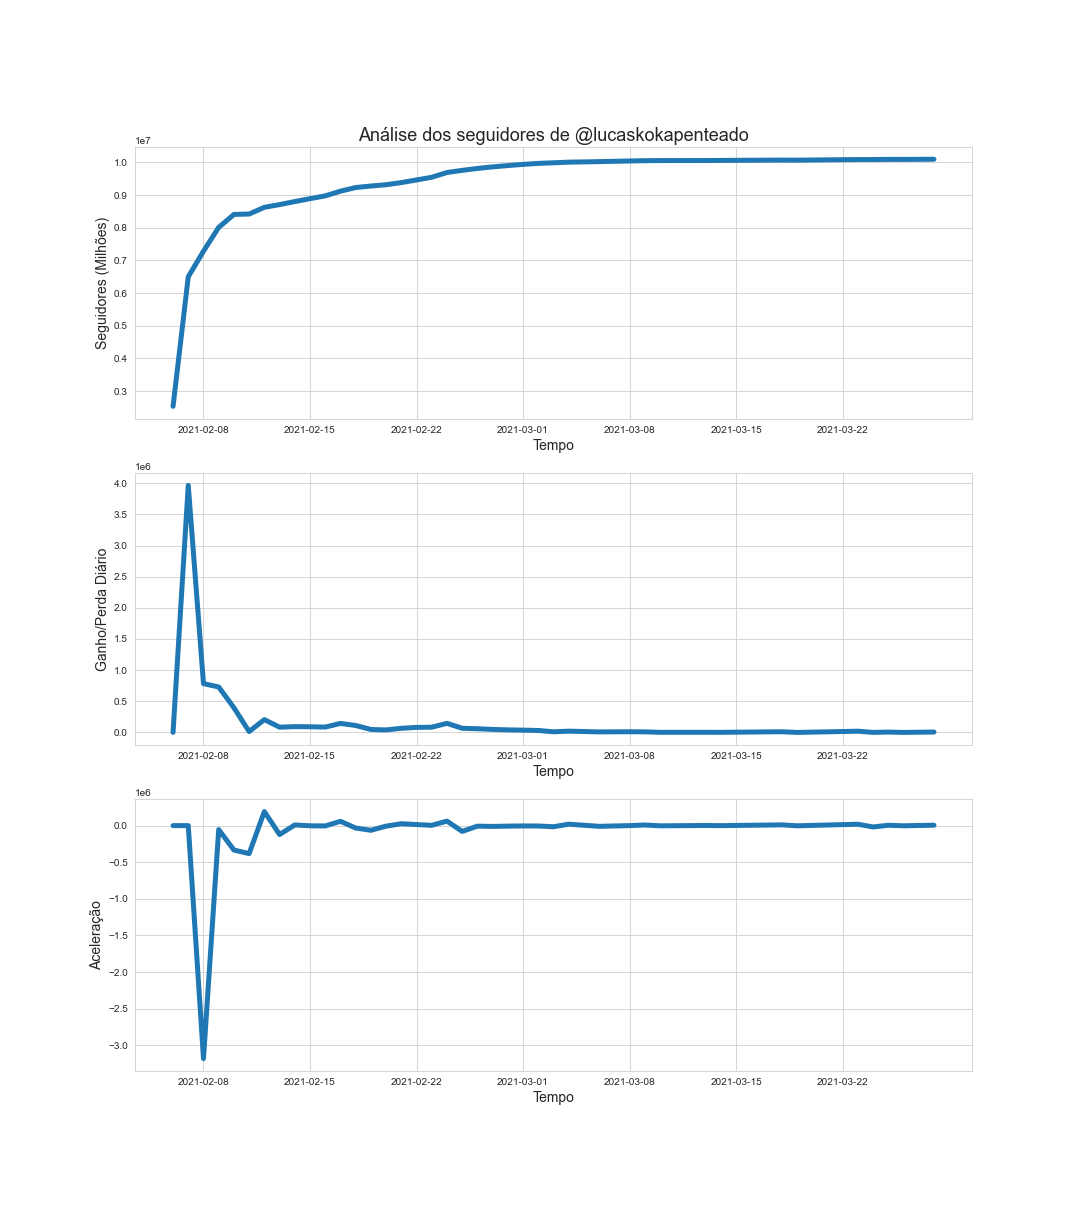 Análise dos seguidores de @lucaskokapenteado
1e7
1.0
0.9
0.8
0.7
0.6
0.5
0.4
0.3
Seguidores (Milhões)
2021-02-08 2021-02-15 2021-02-22 2021-03-01 2021-03-08 2021-03-15 2021-03-22
Tempo
1e6
4.0
3.5
3.0
2.5
2.0
1.5
1.0
0.5
0.0
Ganho/Perda Diário
2021-02-08 2021-02-15 2021-02-22 2021-03-01 2021-03-08 2021-03-15 2021-03-22
Tempo
1e6
0.0
−0.5
−1.0
−1.5
−2.0
−2.5
−3.0
Aceleração
2021-02-08 2021-02-15 2021-02-22 2021-03-01 2021-03-08 2021-03-15 2021-03-22
Tempo